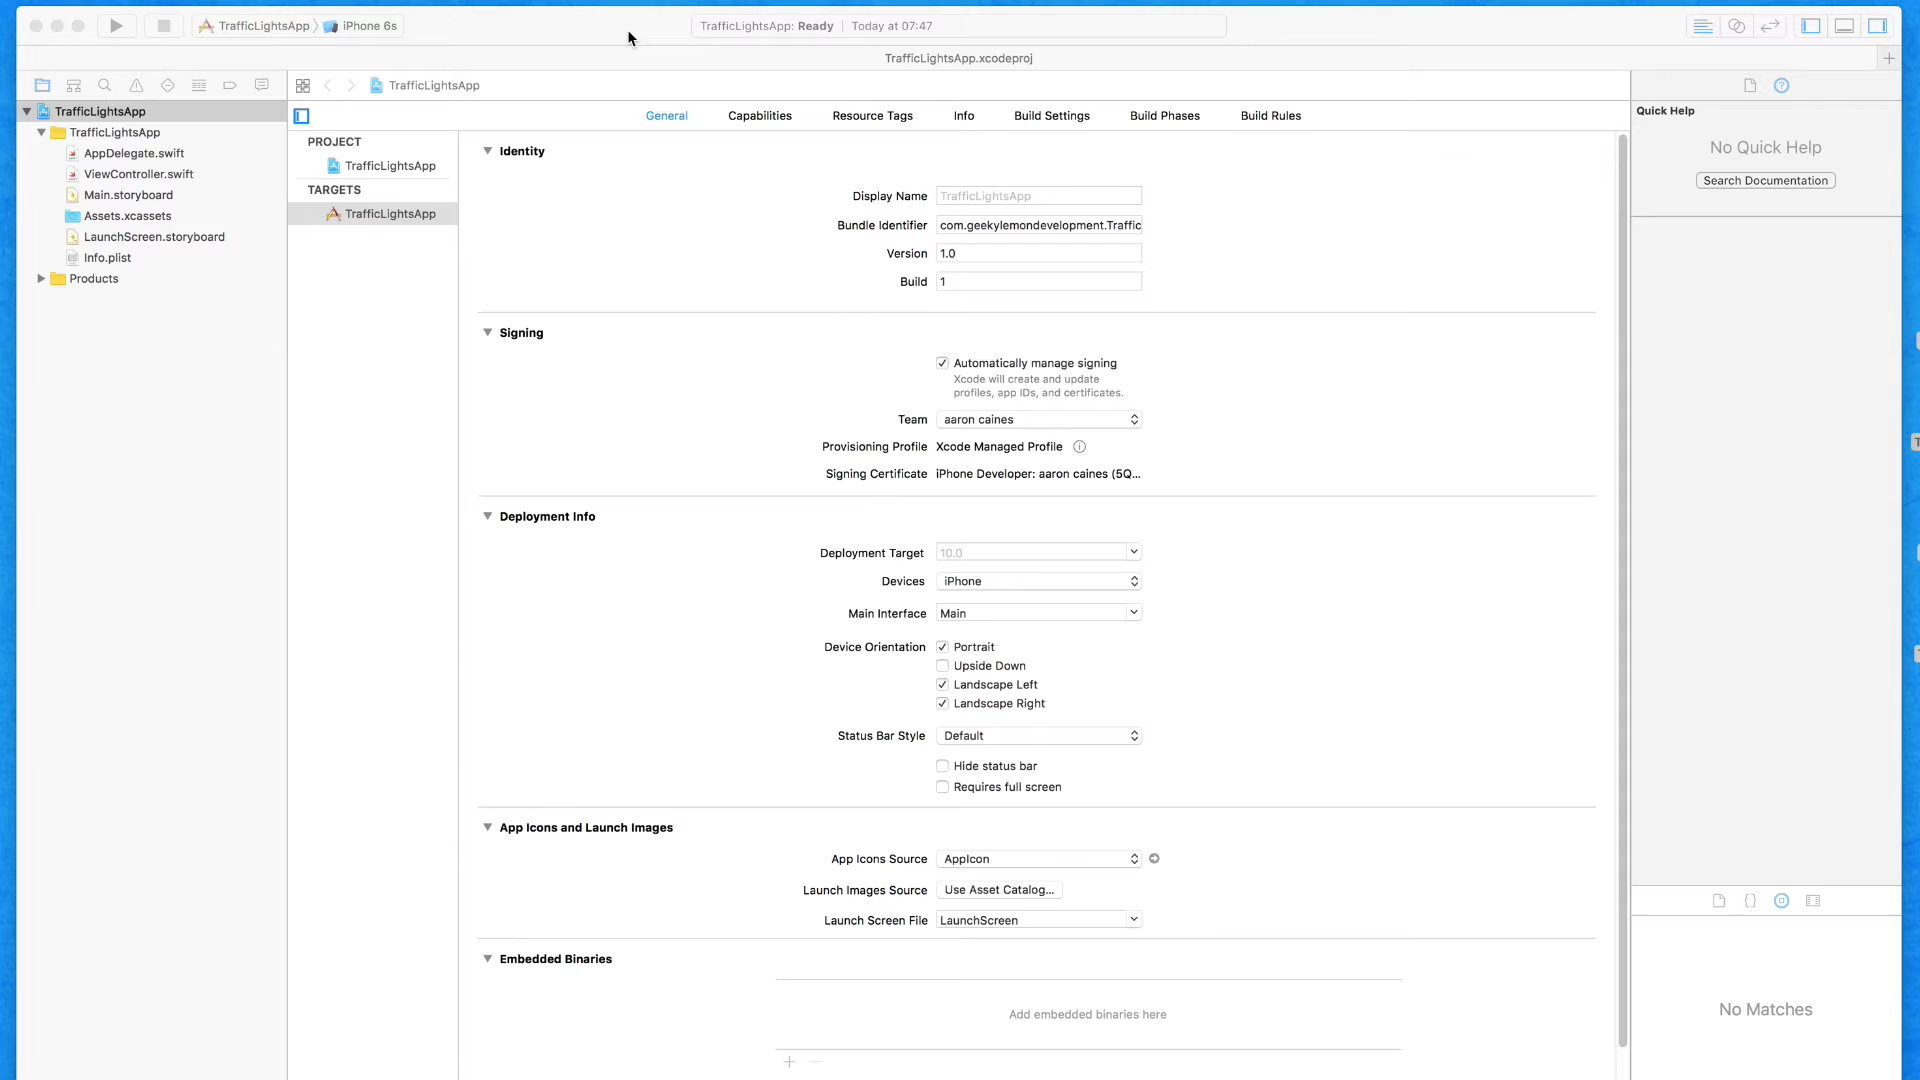 TrafficLightsApp iPhone 6s
TrafficLightsApp: Ready Today at 07:47
TrafficLightsApp.xcodeproj
TrafficLightsApp
TrafficLightsApp
AppDelegate.swift
ViewController.swift
Main.storyboard
Assets.xcassets
LaunchScreen.storyboard
Info.plist
Products
TrafficLightsApp
General Capabilities Resource Tags Info Build Settings Build Phases Build Rules
PROJECT
TrafficLightsApp
TARGETS
TrafficLightsApp
Identity
Display Name TrafficLightsApp
Bundle Identifier com.geekylemondevelopment.Traffic
Version 1.0
Build 1
Signing
Automatically manage signing
Xcode will create and update
profiles, app IDs, and certificates.
Team aaron caines
Provisioning Profile Xcode Managed Profile
Signing Certificate iPhone Developer: aaron caines (5Q...
Deployment Info
Deployment Target 10.0
Devices iPhone
Main Interface Main
Device Orientation Portrait
Upside Down
Landscape Left
Landscape Right
Status Bar Style Default
Hide status bar
Requires full screen
App Icons and Launch Images
App Icons Source AppIcon
Launch Images Source Use Asset Catalog...
Launch Screen File LaunchScreen
Embedded Binaries
Add embedded binaries here
Quick Help
No Quick Help
Search Documentation
No Matches